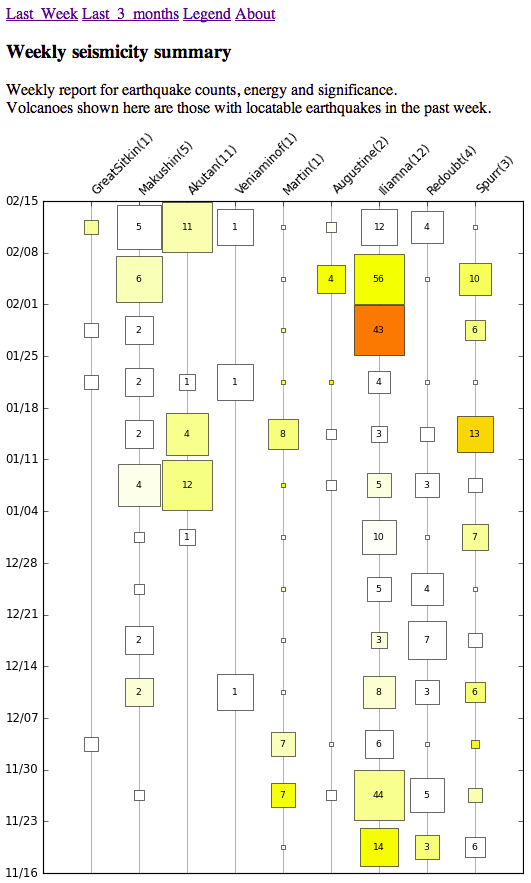 Last_Week Last_3_months Legend About
Weekly seismicity summary
Weekly report for earthquake counts, energy and significance.
Volcanoes shown here are those with locatable earthquakes in the past week.
GreatSitkin(1) Makushin(5) Akutan(11) Veniaminof(1) Martin(1) Augustine(2) Iliamna(12) Redoubt(4) Spurr(3)
02/15
5 11 1 12 4
02/08
6 4 56 10
02/01
2 43 6
01/25
2 1 1 4
01/18
2 4 8 3 13
01/11
4 12 5 3
01/04
1 10 7
12/28
5 4
12/21
2 3 7
12/14
2 1 8 3 6
12/07
7 6
11/30
7 44 5
11/23
14 3 6
11/16